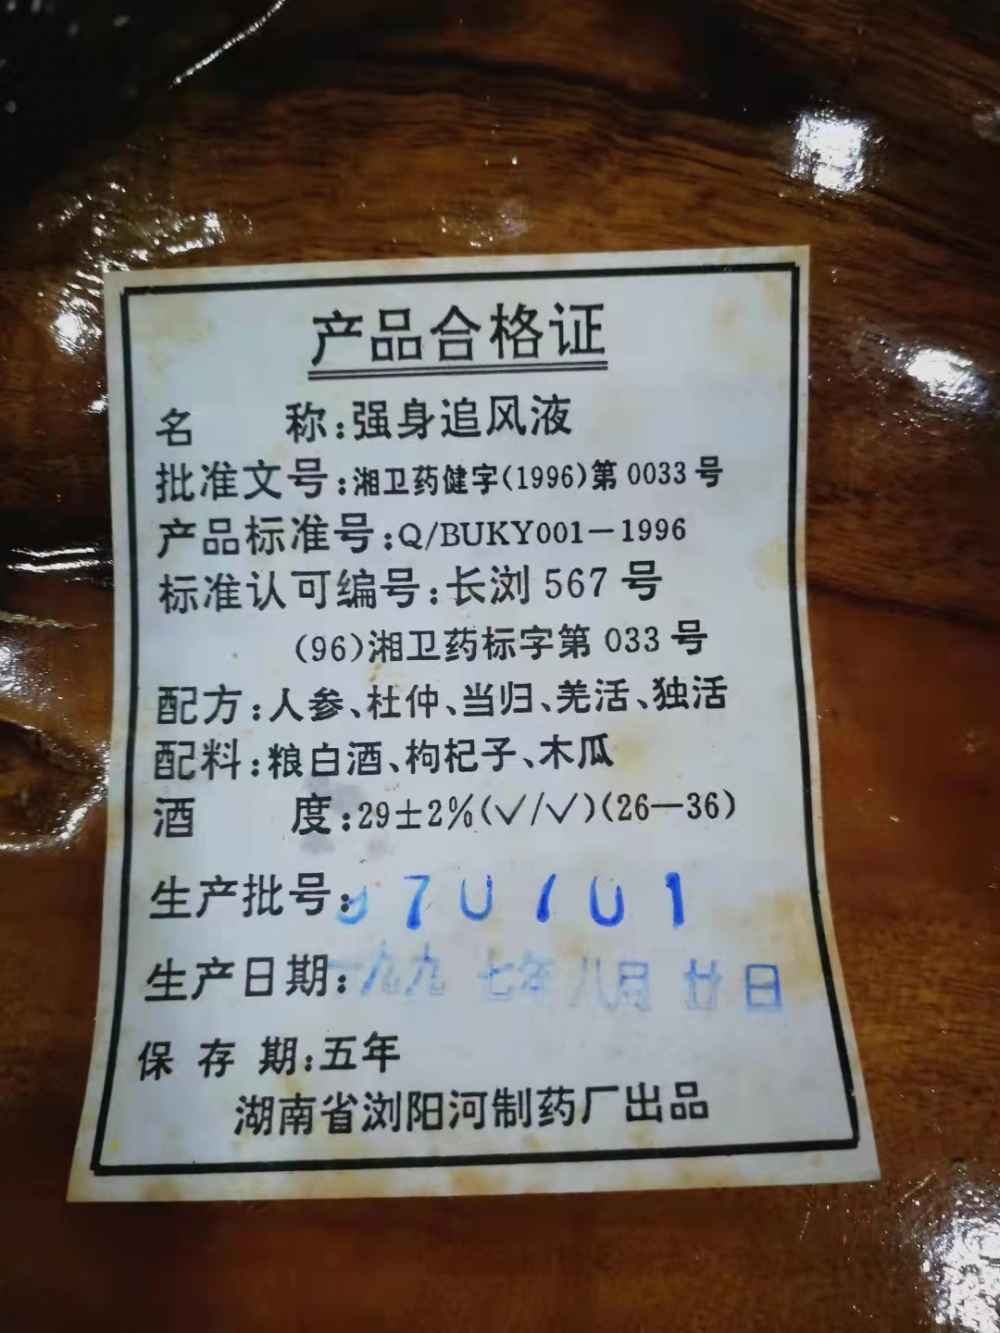 产品合格证
名 称:强身追风液
批准文号:湘卫药健字(1996)第0033号
产品标准号:Q/BUKY001-1996
标准认可编号:长浏567号
(96)湘卫药标字第033号
配方:人参、杜仲、当归、羌活、独活
配料:粮白酒、枸杞子、木瓜
酒 度:29±2%(√/√)(26—36)
生产批号:970701
生产日期:一九九七年八月廿日
保存期:五年
湖南省浏阳河制药厂出品